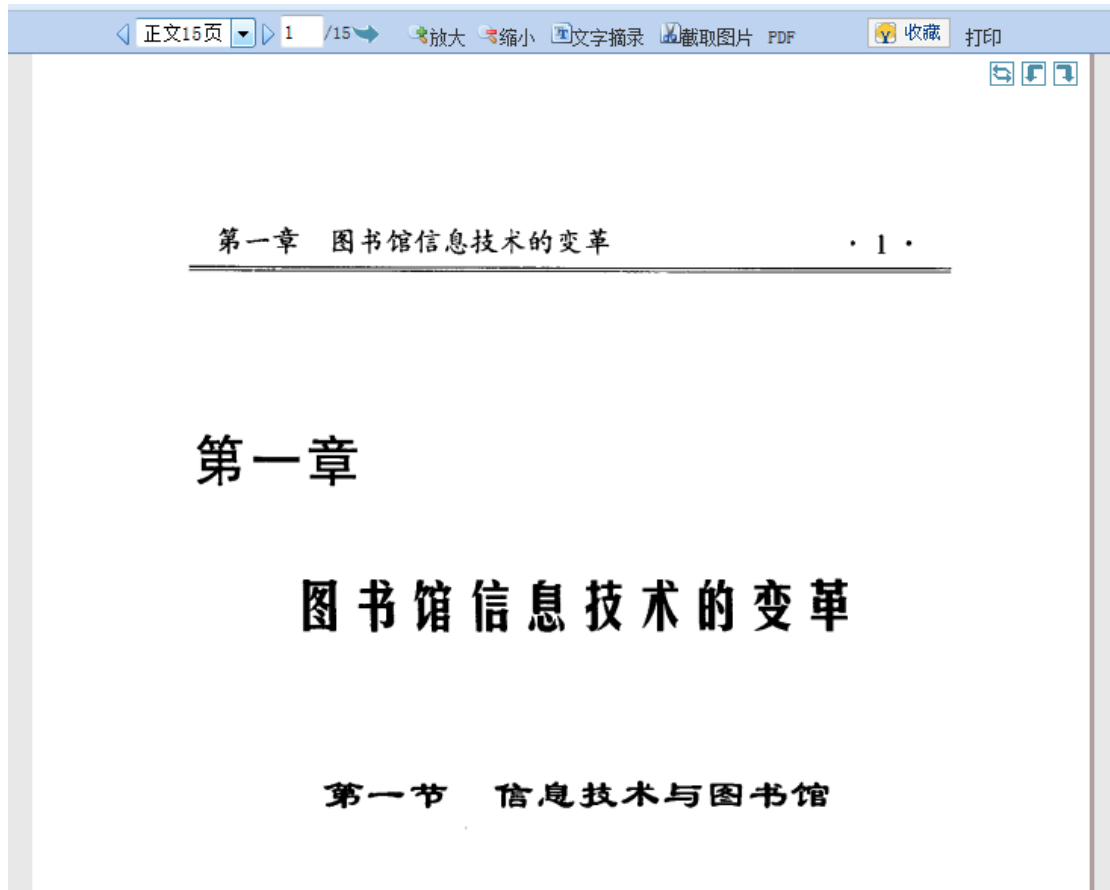 正文15页 1 /15 放大 缩小 文字摘录 截取图片 PDF 收藏 打印
第一章 图书馆信息技术的变革 · 1 ·
第一章
图书馆信息技术的变革
第一节 信息技术与图书馆